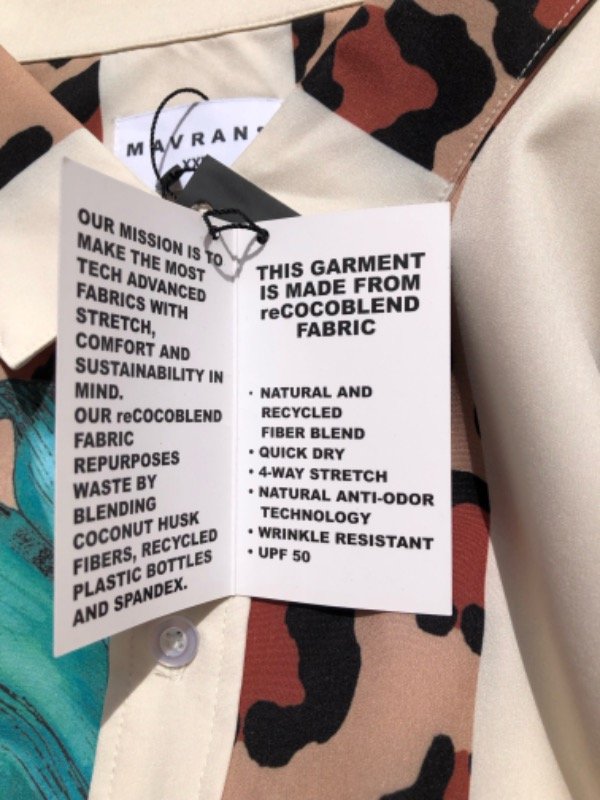 MAVRANS
OUR MISSION IS TO
MAKE THE MOST
TECH ADVANCED
FABRICS WITH
STRETCH,
COMFORT AND
SUSTAINABILITY IN
MIND.
OUR reCOCOBLEND
FABRIC
REPURPOSES
WASTE BY
BLENDING
COCONUT HUSK
FIBERS, RECYCLED
PLASTIC BOTTLES
AND SPANDEX.
THIS GARMENT
IS MADE FROM
reCOCOBLEND
FABRIC
• NATURAL AND
RECYCLED
FIBER BLEND
• QUICK DRY
• 4-WAY STRETCH
• NATURAL ANTI-ODOR
TECHNOLOGY
• WRINKLE RESISTANT
• UPF 50